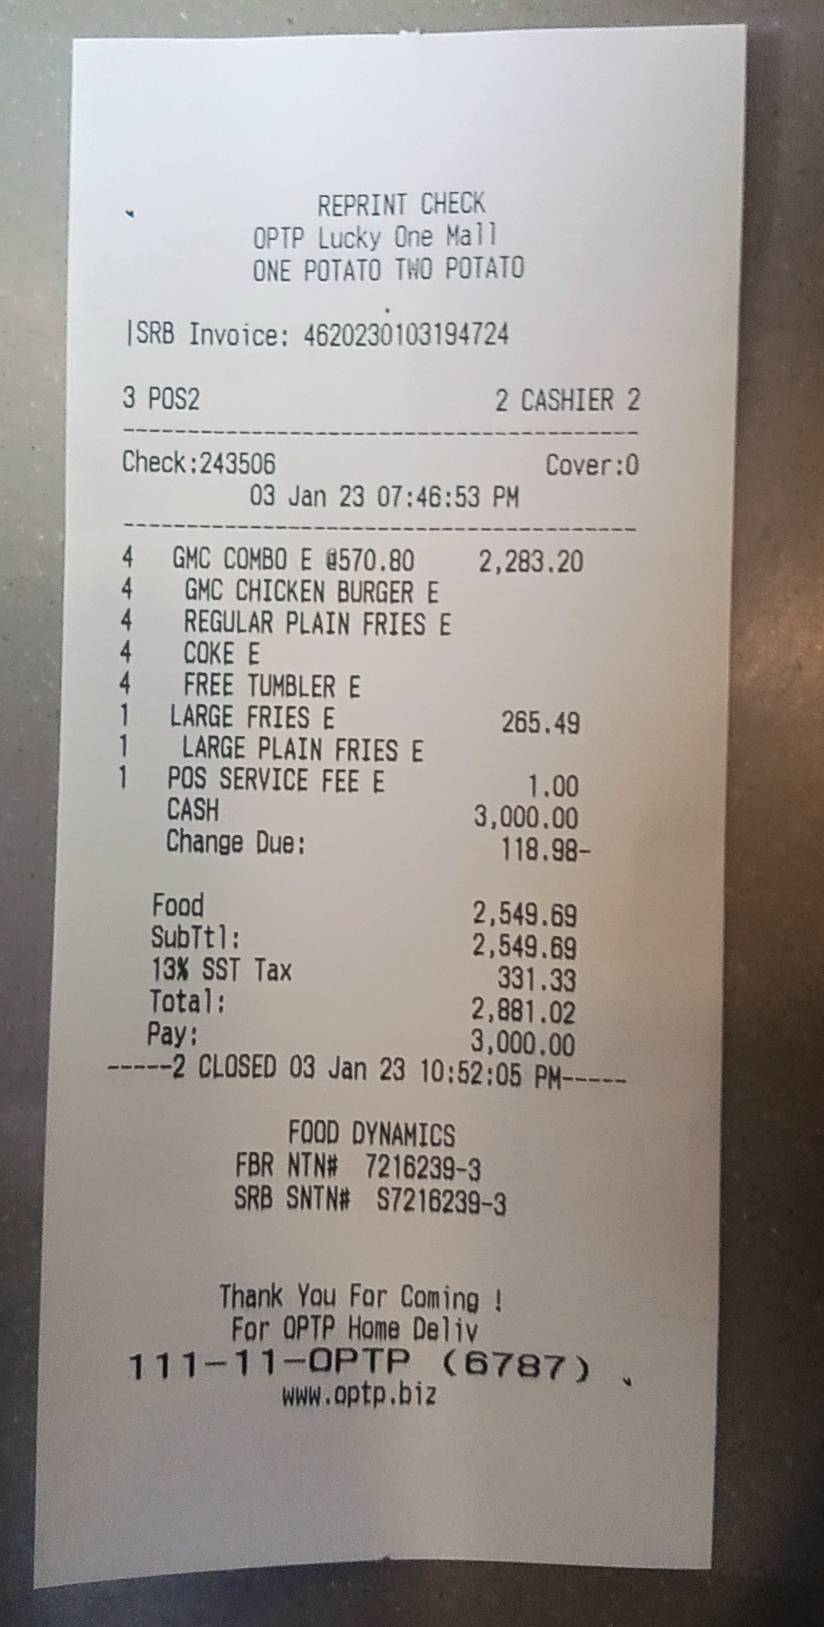 REPRINT CHECK
OPTP Lucky One Mall
ONE POTATO TWO POTATO
|SRB Invoice: 4620230103194724
3 POS2 2 CASHIER 2
----------------------------------------
Check:243506 Cover:0
03 Jan 23 07:46:53 PM
----------------------------------------
4 GMC COMBO E @570.80 2,283.20
4 GMC CHICKEN BURGER E
4 REGULAR PLAIN FRIES E
4 COKE E
4 FREE TUMBLER E
1 LARGE FRIES E 265.49
1 LARGE PLAIN FRIES E
1 POS SERVICE FEE E 1.00
CASH 3,000.00
Change Due: 118.98-
Food 2,549.69
SubTtl: 2,549.69
13% SST Tax 331.33
Total: 2,881.02
Pay: 3,000.00
-----2 CLOSED 03 Jan 23 10:52:05 PM-----
FOOD DYNAMICS
FBR NTN# 7216239-3
SRB SNTN# S7216239-3
Thank You For Coming !
For OPTP Home Deliv
111-11-OPTP (6787)
www.optp.biz